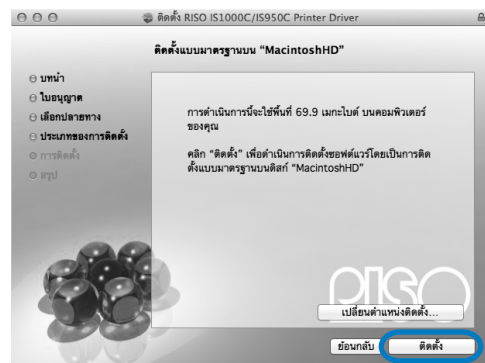 ติดตั้ง RISO IS1000C/IS950C Printer Driver
ติดตั้งแบบมาตรฐานบน “MacintoshHD”
บทนำ
ใบอนุญาต
เลือกปลายทาง
ประเภทของการติดตั้ง
การติดตั้ง
สรุป
การดำเนินการนี้จะใช้พื้นที่ 69.9 เมกะไบต์ บนคอมพิวเตอร์
ของคุณ
คลิก “ติดตั้ง” เพื่อดำเนินการติดตั้งซอฟต์แวร์โดยเป็นการติด
ตั้งแบบมาตรฐานบนดิสก์ “MacintoshHD”
RISO
เปลี่ยนตำแหน่งติดตั้ง...
ย้อนกลับ
ติดตั้ง